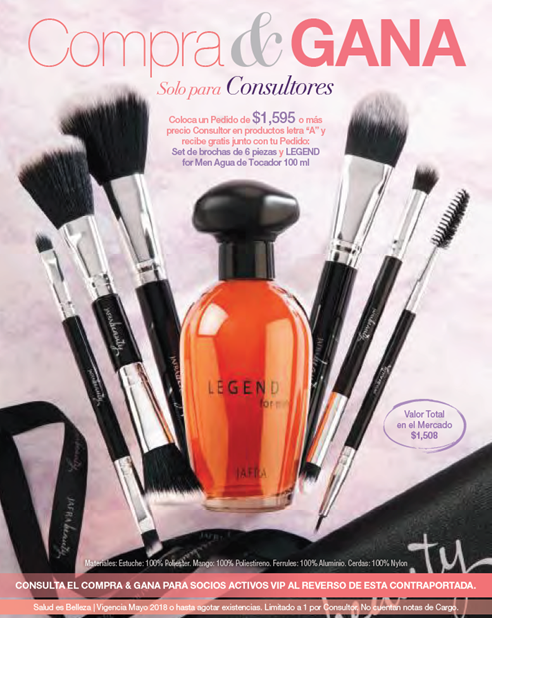 Compra & GANA
Solo para Consultores
Coloca un Pedido de $1,595 o más
precio Consultor en productos letra "A" y
recibe gratis junto con tu Pedido:
Set de brochas de 6 piezas y LEGEND
for Men Agua de Tocador 100 ml
LEGEND
for men
JAFRA
Valor Total
en el Mercado
$1,508
Materiales: Estuche: 100% Poliester. Mango: 100% Poliestireno. Ferrules: 100% Aluminio. Cerdas: 100% Nylon
CONSULTA EL COMPRA & GANA PARA SOCIOS ACTIVOS VIP AL REVERSO DE ESTA CONTRAPORTADA.
Salud es Belleza | Vigencia Mayo 2018 o hasta agotar existencias. Limitado a 1 por Consultor. No cuentan notas de Cargo.